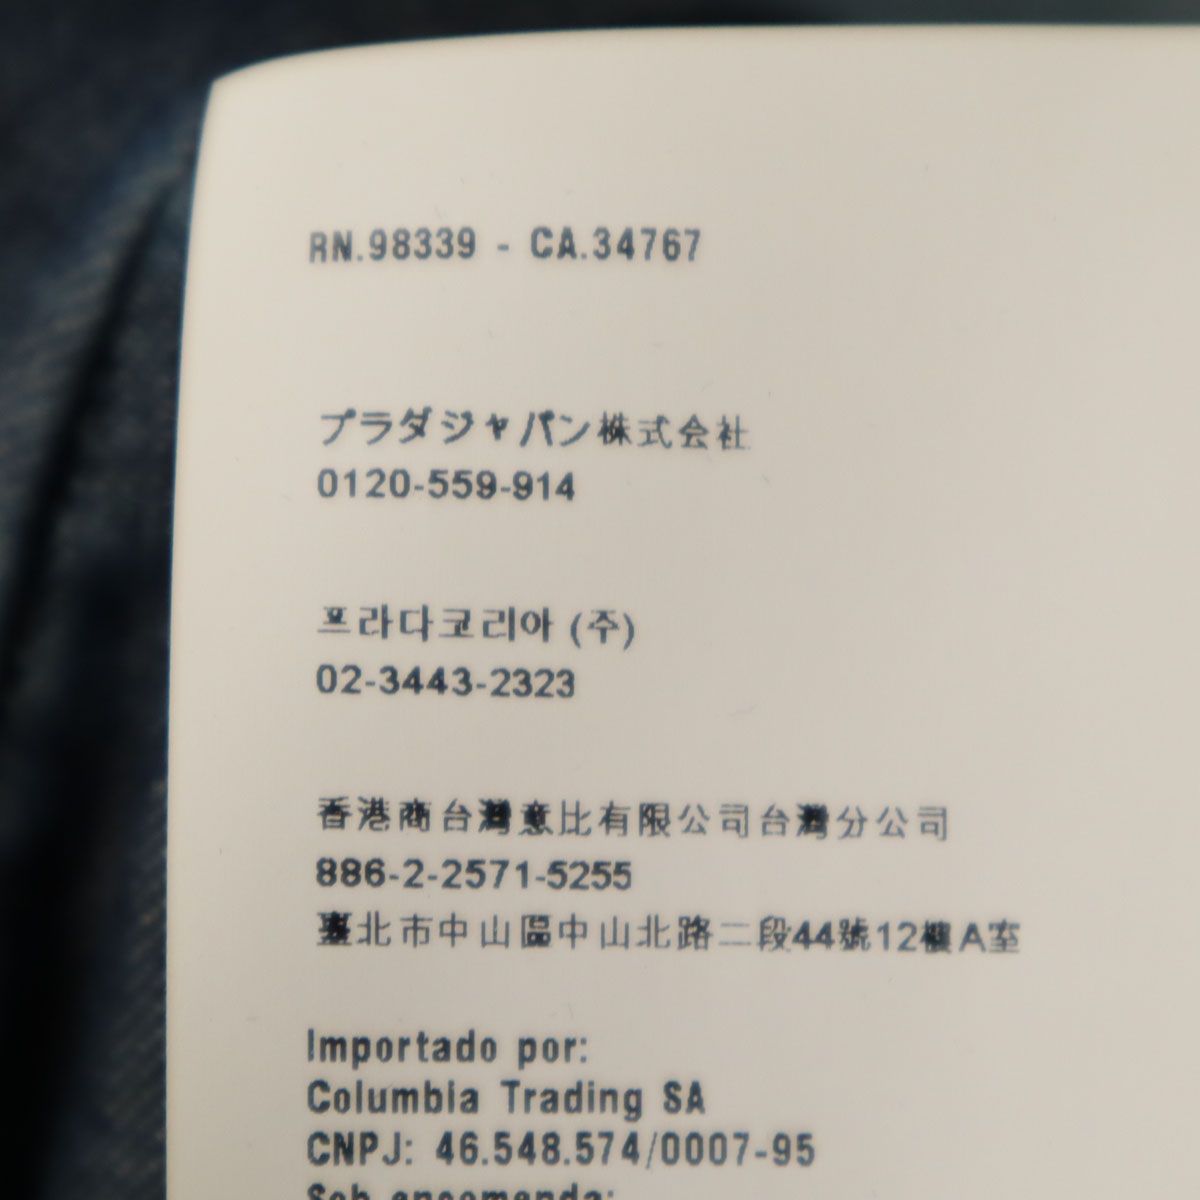 RN.98339 - CA.34767
プラダジャパン株式会社
0120-559-914
프라다코리아 (주)
02-3443-2323
香港商台灣意比有限公司台灣分公司
886-2-2571-5255
臺北市中山區中山北路二段44號12樓A室
Importado por:
Columbia Trading SA
CNPJ: 46.548.574/0007-95
Sob encomenda: